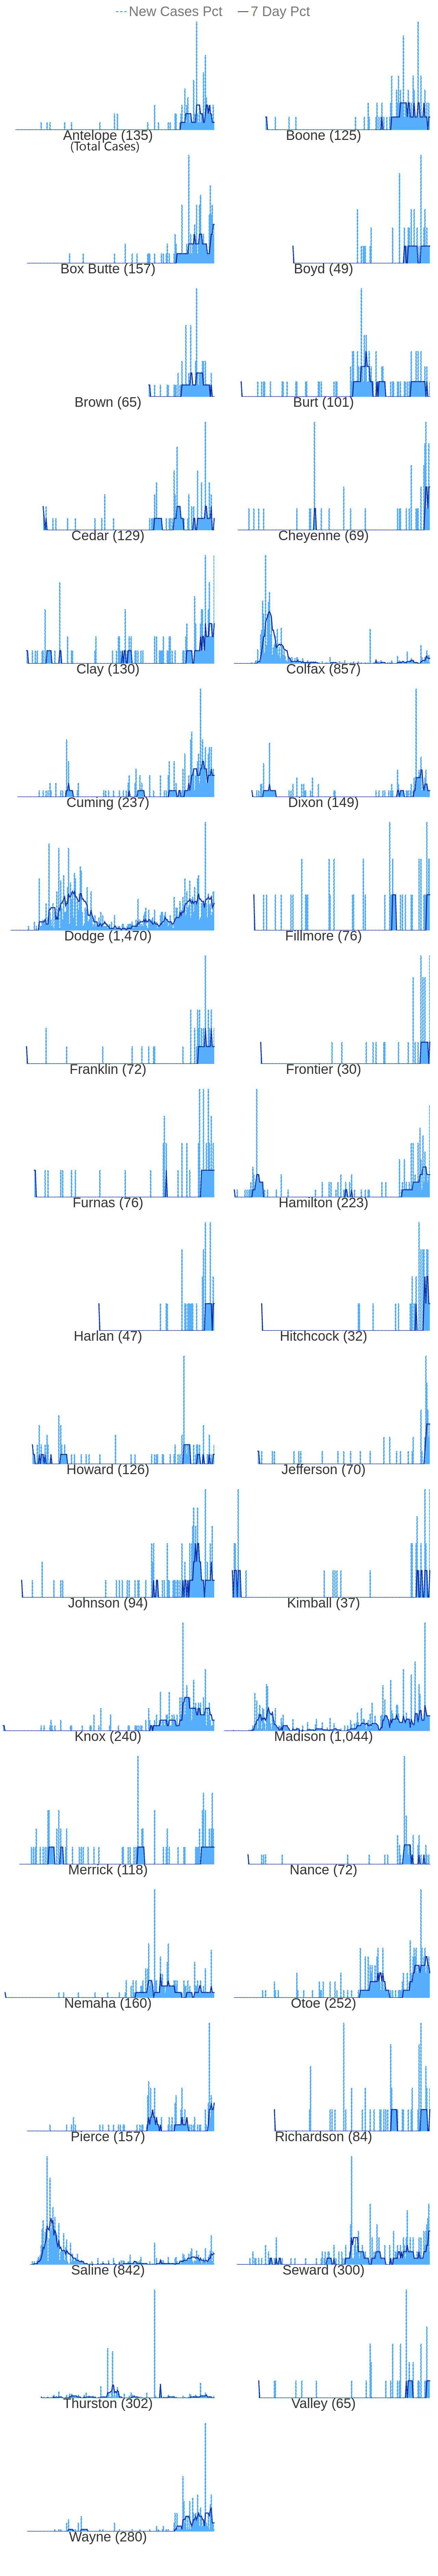 New Cases Pct 7 Day Pct
Antelope (135) Boone (125)
(Total Cases)
Box Butte (157) Boyd (49)
Brown (65) Burt (101)
Cedar (129) Cheyenne (69)
Clay (130) Colfax (857)
Cuming (237) Dixon (149)
Dodge (1,470) Fillmore (76)
Franklin (72) Frontier (30)
Furnas (76) Hamilton (223)
Harlan (47) Hitchcock (32)
Howard (126) Jefferson (70)
Johnson (94) Kimball (37)
Knox (240) Madison (1,044)
Merrick (118) Nance (72)
Nemaha (160) Otoe (252)
Pierce (157) Richardson (84)
Saline (842) Seward (300)
Thurston (302) Valley (65)
Wayne (280)